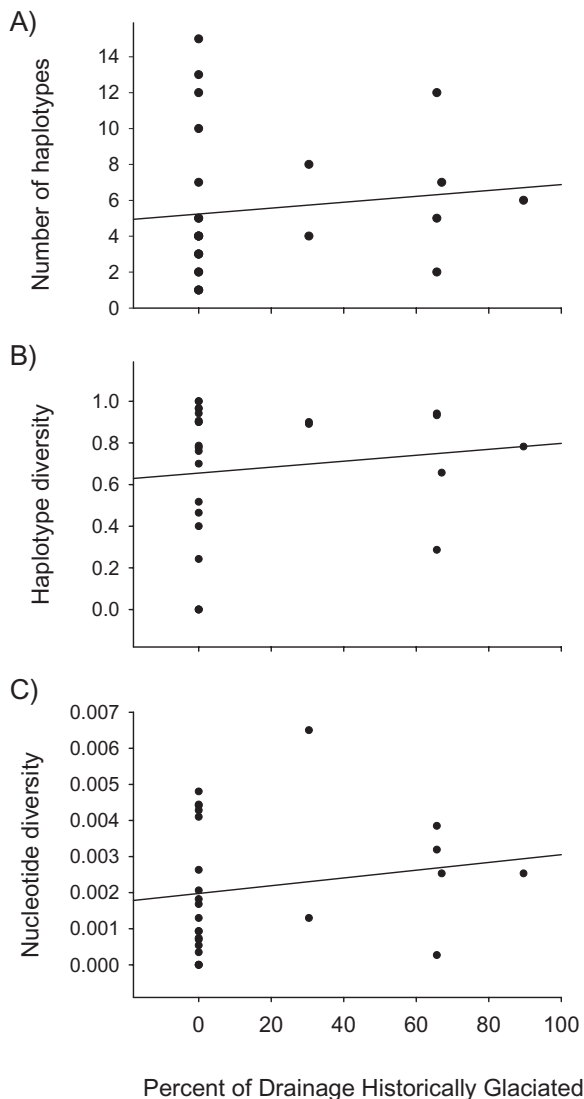 A)
Number of haplotypes
14
12
10
8
6
4
2
0
B)
Haplotype diversity
1.0
0.8
0.6
0.4
0.2
0.0
C)
Nucleotide diversity
0.007
0.006
0.005
0.004
0.003
0.002
0.001
0.000
0 20 40 60 80 100
Percent of Drainage Historically Glaciated